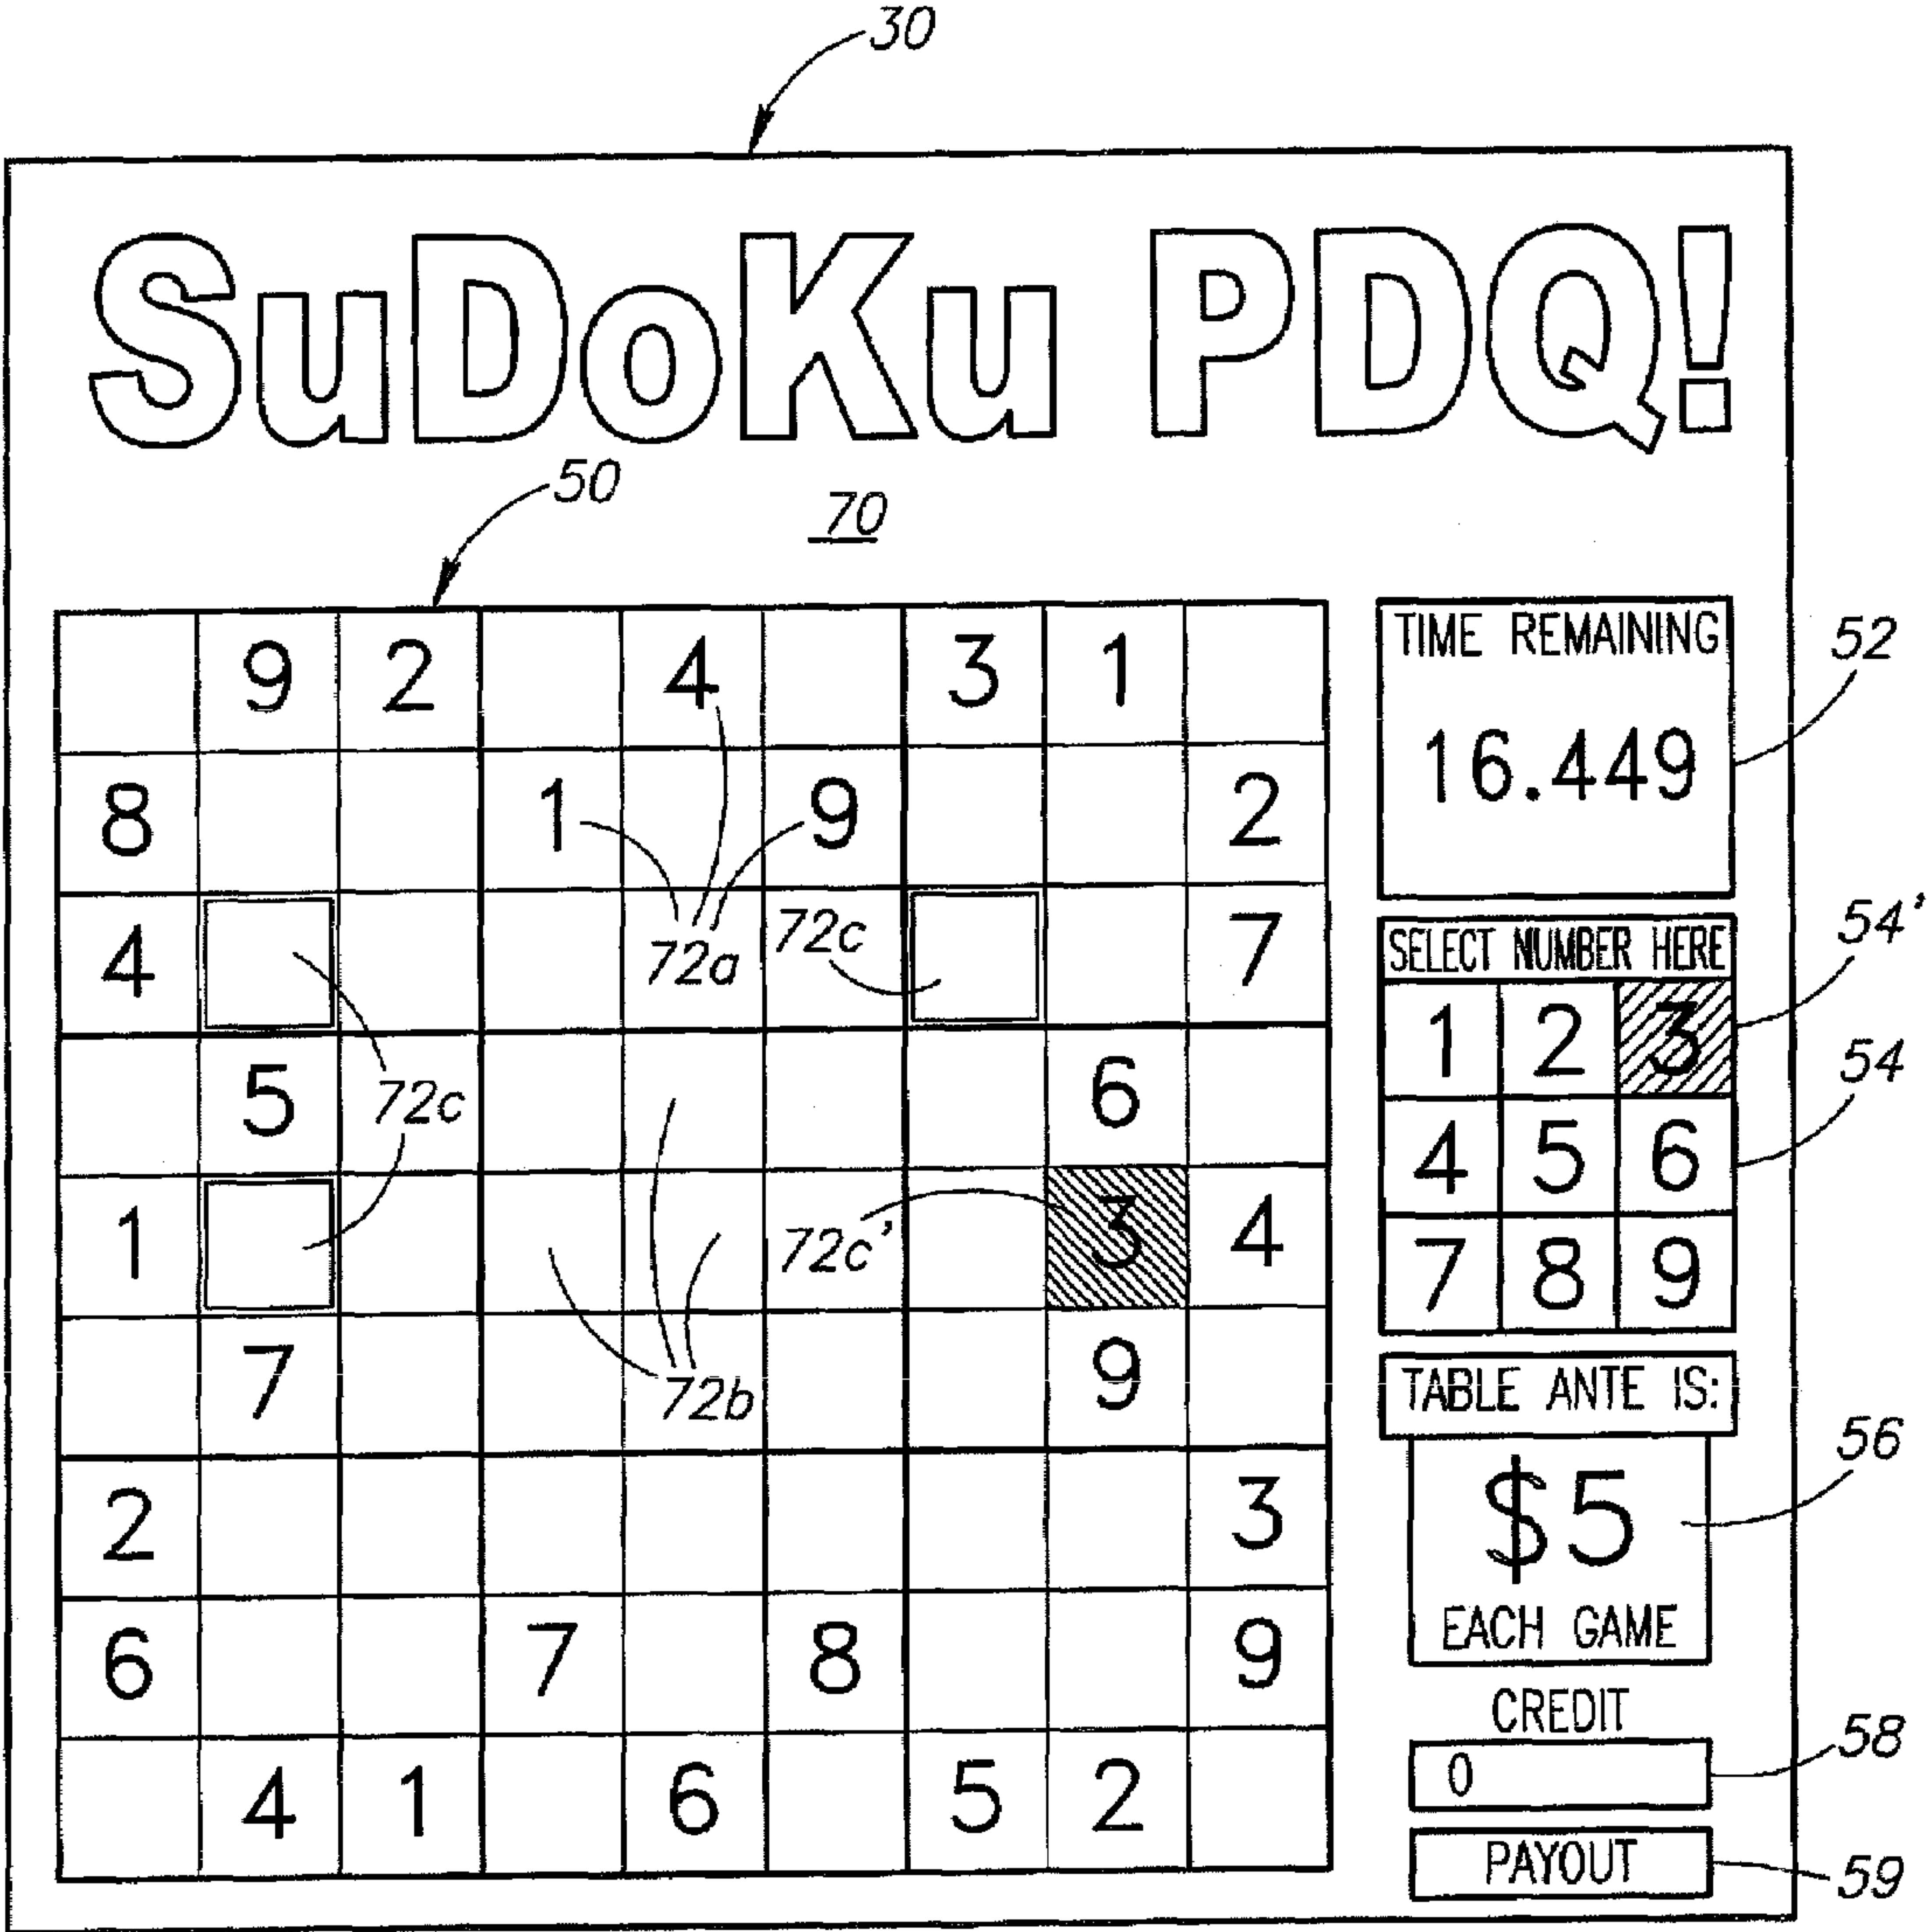 30
SuDoKu PDQ!
50
70
9 2 4 3 1
8 1 9 2
4 72a 72c 7
5 72c 6
1 72c' 3 4
7 72b 9
2 3
6 7 8 9
4 1 6 5 2
TIME REMAINING
16.449
52
SELECT NUMBER HERE
54'
1 2 3
4 5 6
54
7 8 9
TABLE ANTE IS:
$5
56
EACH GAME
CREDIT
0
58
PAYOUT
59